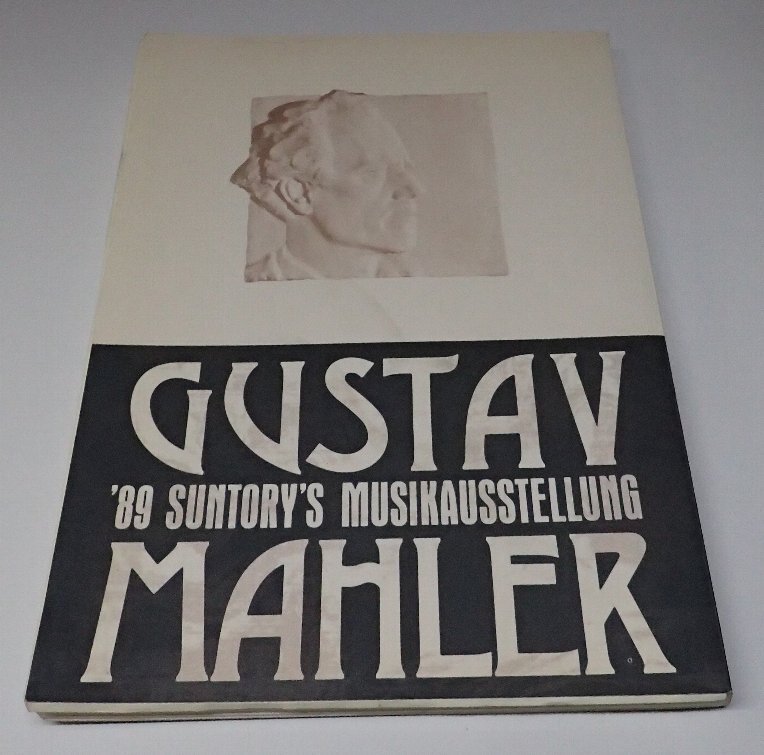 GUSTAV
'89 SUNTORY'S MUSIKAUSSTELLUNG
MAHLER